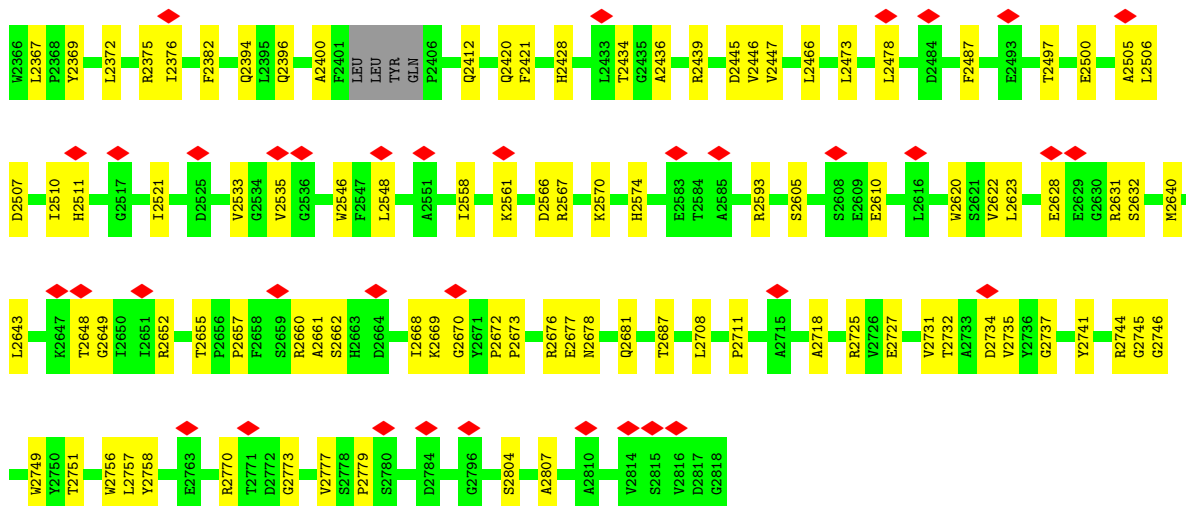 W2366 L2367 P2368 Y2369 L2372 R2375 I2376 F2382 Q2394 L2395 Q2396 A2400 F2401 LEU LEU TYR GLN P2406 Q2412 Q2420 F2421 H2428 L2433 T2434 G2435 A2436 R2439 D2445 V2446 V2447 L2466 L2473 L2478 D2484 F2487 E2493 T2497 E2500 A2505 L2506
D2507 I2510 H2511 G2517 I2521 D2525 V2533 G2534 V2535 G2536 W2546 F2547 L2548 A2551 I2558 K2561 D2566 R2567 K2570 H2574 E2583 T2584 A2585 R2593 S2605 S2608 E2609 E2610 L2616 W2620 S2621 V2622 L2623 E2628 E2629 G2630 R2631 S2632 M2640
L2643 K2647 T2648 G2649 I2650 I2651 R2652 T2655 P2656 P2657 F2658 S2659 R2660 A2661 S2662 H2663 D2664 I2668 K2669 G2670 Y2671 P2672 P2673 R2676 E2677 N2678 Q2681 T2687 L2708 P2711 A2715 A2718 R2725 V2726 E2727 V2731 T2732 A2733 D2734 V2735 Y2736 G2737 Y2741 R2744 G2745 G2746
W2749 Y2750 T2751 W2756 L2757 Y2758 E2763 R2770 T2771 D2772 G2773 V2777 S2778 P2779 S2780 D2784 G2796 S2804 A2807 A2810 V2814 S2815 V2816 D2817 G2818